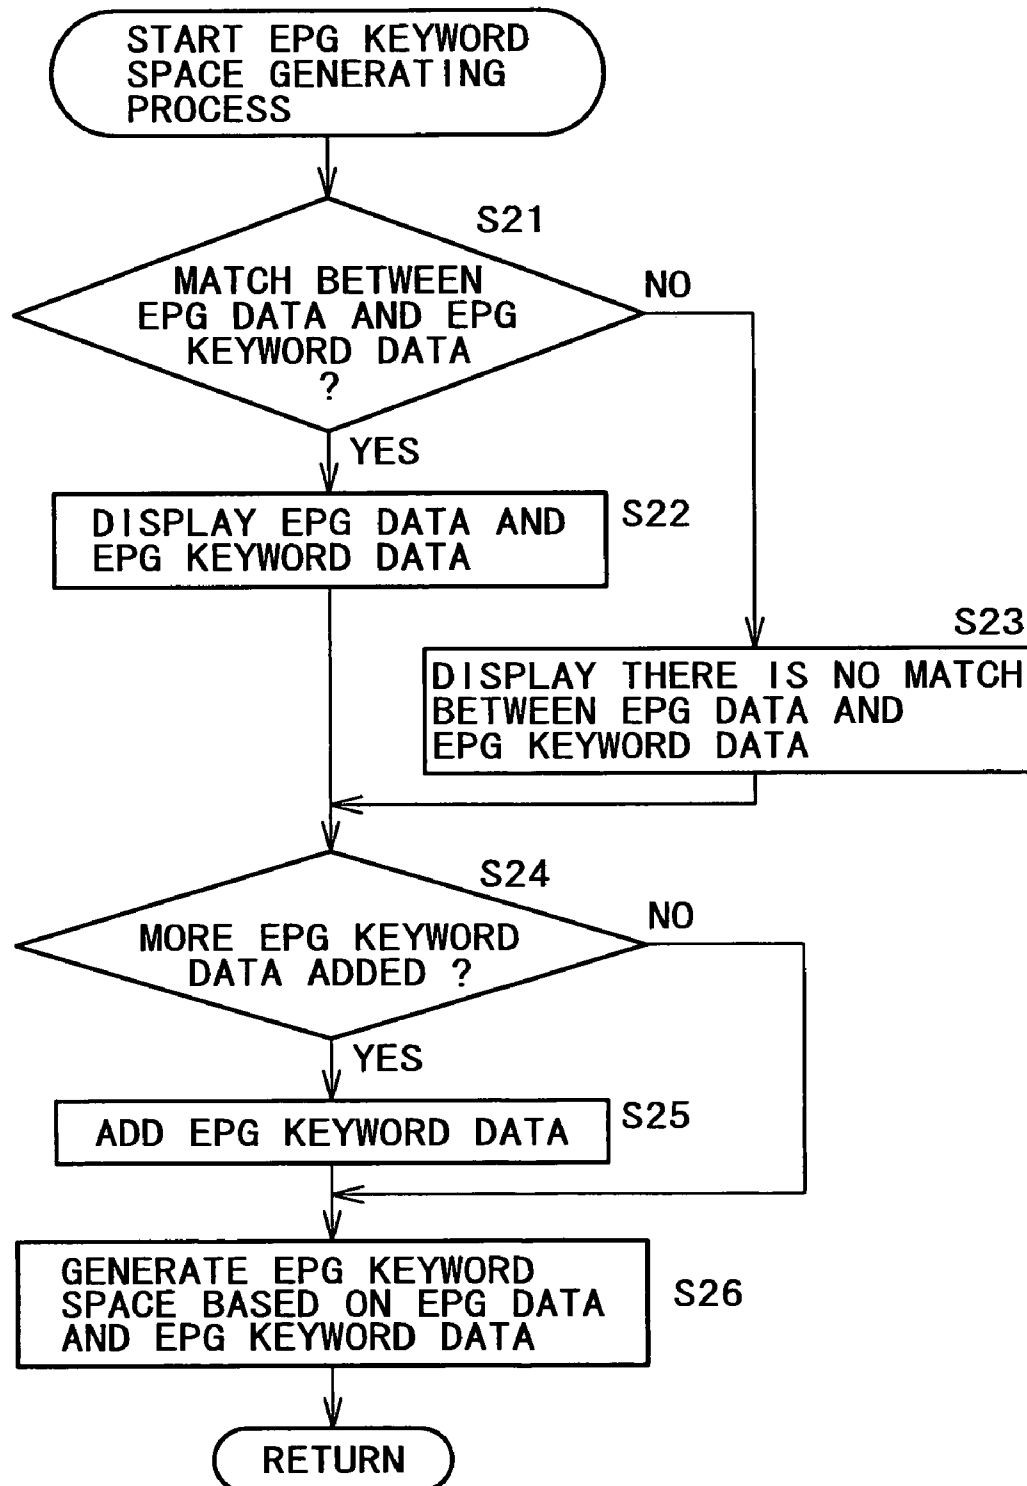 START EPG KEYWORD
SPACE GENERATING
PROCESS
S21
MATCH BETWEEN
EPG DATA AND EPG
KEYWORD DATA
?
NO
YES
DISPLAY EPG DATA AND
EPG KEYWORD DATA
S22
S23
DISPLAY THERE IS NO MATCH
BETWEEN EPG DATA AND
EPG KEYWORD DATA
S24
MORE EPG KEYWORD
DATA ADDED ?
NO
YES
ADD EPG KEYWORD DATA
S25
GENERATE EPG KEYWORD
SPACE BASED ON EPG DATA
AND EPG KEYWORD DATA
S26
RETURN